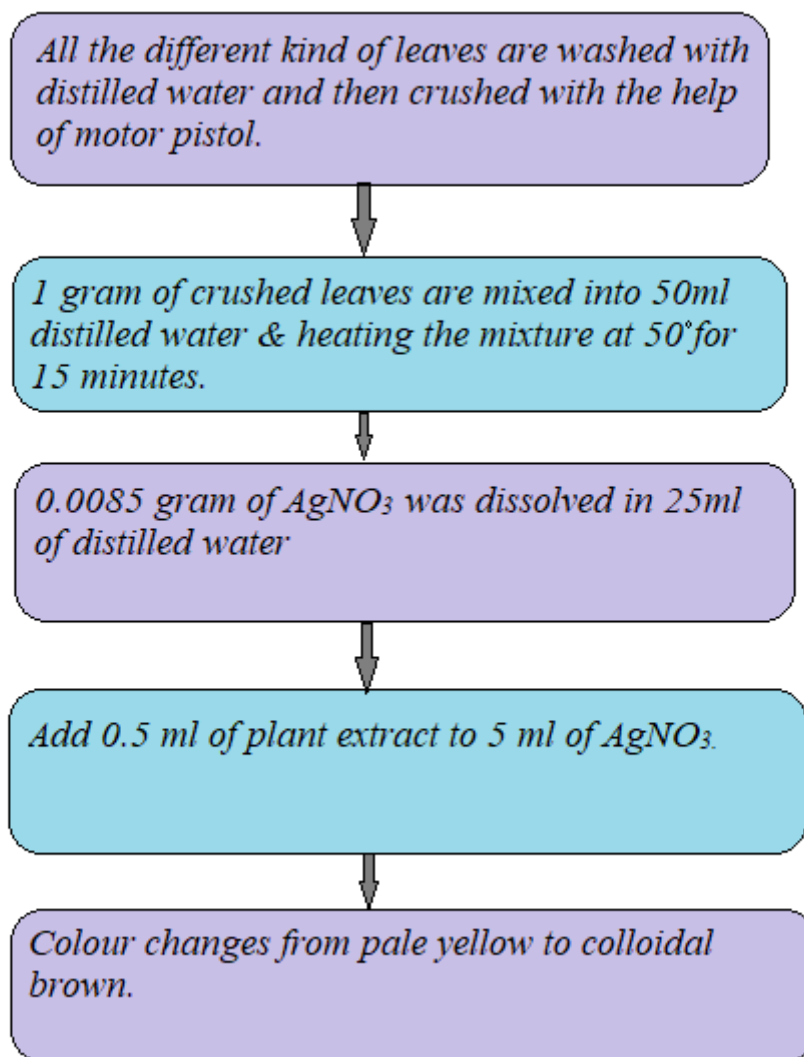 All the different kind of leaves are washed with
distilled water and then crushed with the help
of motor pistol.
1 gram of crushed leaves are mixed into 50ml
distilled water & heating the mixture at 50° for
15 minutes.
0.0085 gram of AgNO₃ was dissolved in 25ml
of distilled water
Add 0.5 ml of plant extract to 5 ml of AgNO₃.
Colour changes from pale yellow to colloidal
brown.